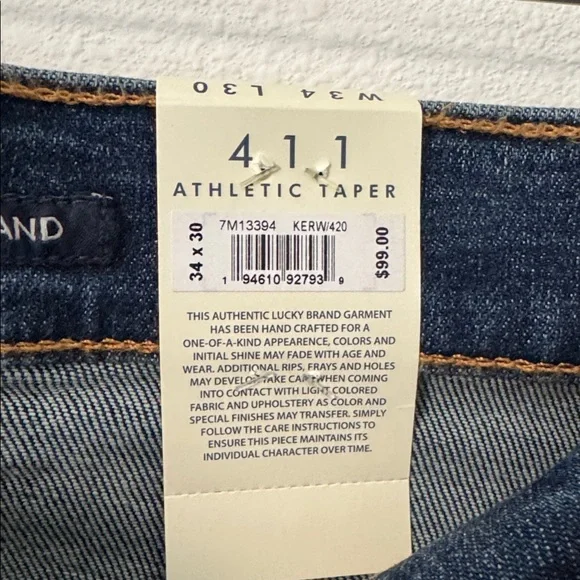 W34 L30
411
ATHLETIC TAPER
AND
34 x 30
7M13394 KERW/420
1 94610 92793 9
$99.00
THIS AUTHENTIC LUCKY BRAND GARMENT
HAS BEEN HAND CRAFTED FOR A
ONE-OF-A-KIND APPEARENCE, COLORS AND
INITIAL SHINE MAY FADE WITH AGE AND
WEAR. ADDITIONAL RIPS, FRAYS AND HOLES
MAY DEVELOP. TAKE CARE WHEN COMING
INTO CONTACT WITH LIGHT COLORED
FABRIC AND UPHOLSTERY AS COLOR AND
SPECIAL FINISHES MAY TRANSFER. SIMPLY
FOLLOW THE CARE INSTRUCTIONS TO
ENSURE THIS PIECE MAINTAINS ITS
INDIVIDUAL CHARACTER OVER TIME.